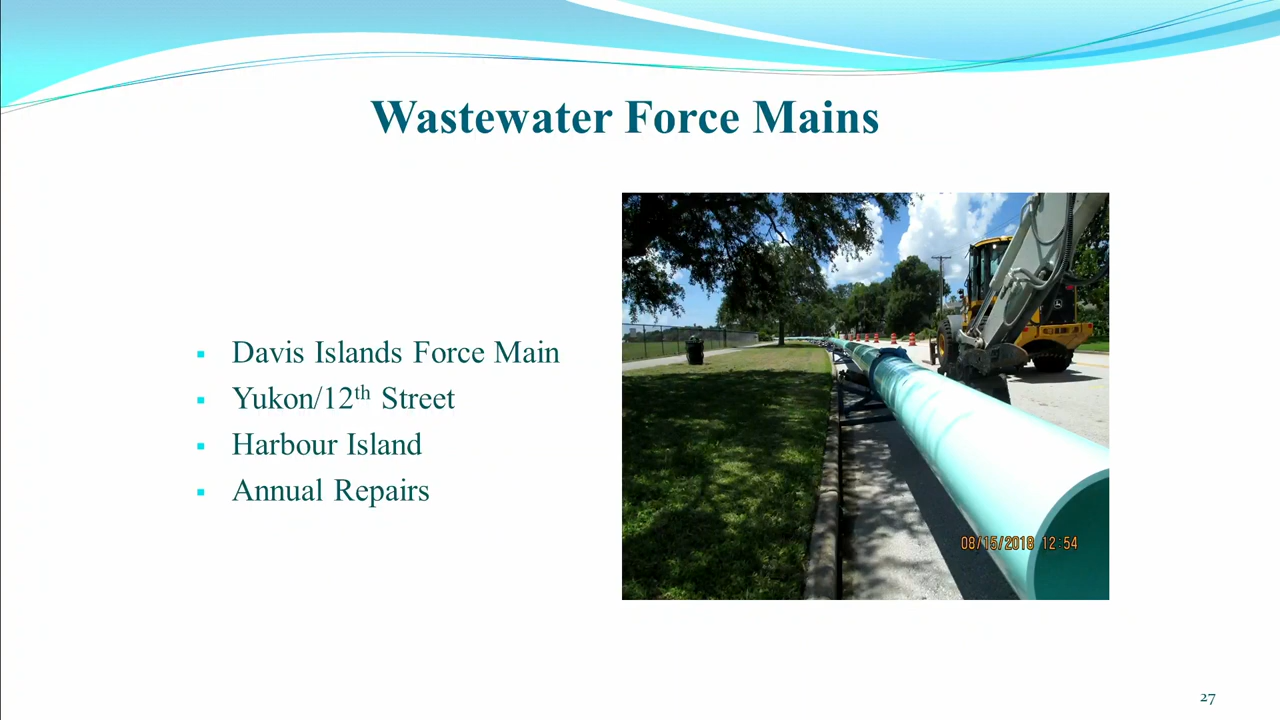 Wastewater Force Mains
Davis Islands Force Main
Yukon/12th Street
Harbour Island
Annual Repairs
08/15/2018 12:54
27